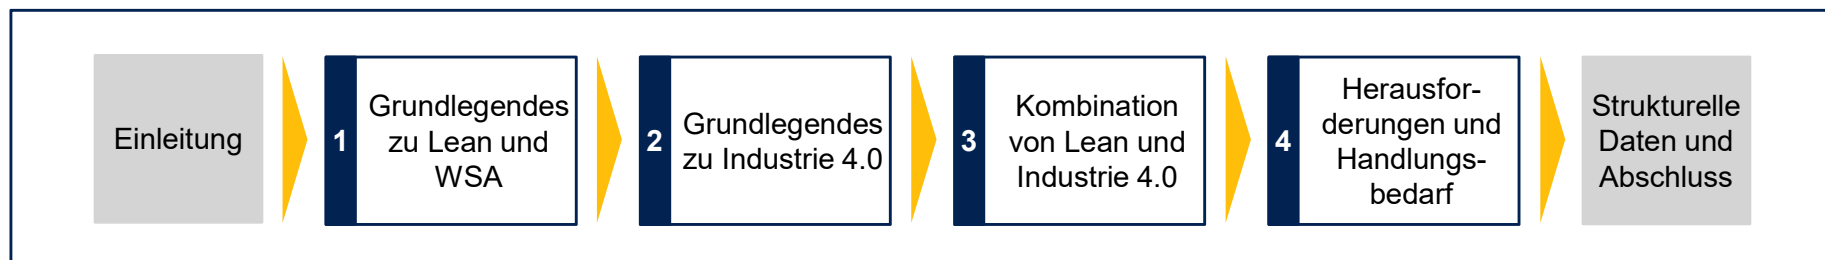 Einleitung
1
Grundlegendes
zu Lean und
WSA
2
Grundlegendes
zu Industrie 4.0
3
Kombination
von Lean und
Industrie 4.0
4
Herausfor-
derungen und
Handlungs-
bedarf
Strukturelle
Daten und
Abschluss